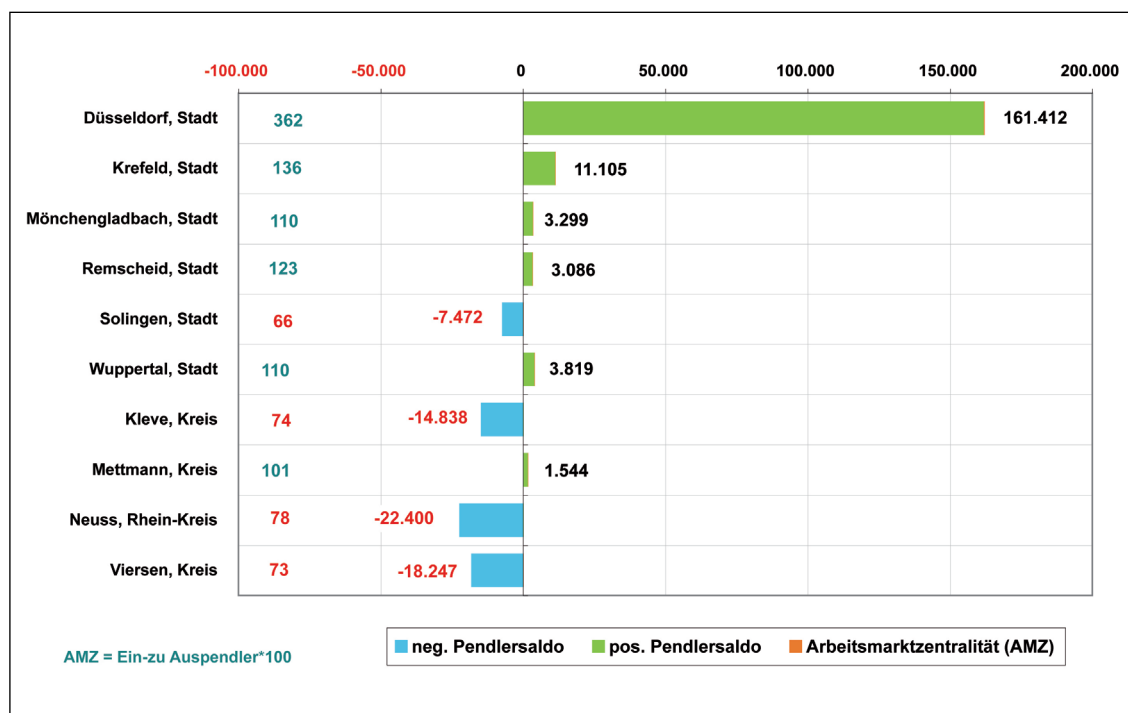 -100.000 -50.000 0 50.000 100.000 150.000 200.000
Düsseldorf, Stadt 362 161.412
Krefeld, Stadt 136 11.105
Mönchengladbach, Stadt 110 3.299
Remscheid, Stadt 123 3.086
Solingen, Stadt 66 -7.472
Wuppertal, Stadt 110 3.819
Kleve, Kreis 74 -14.838
Mettmann, Kreis 101 1.544
Neuss, Rhein-Kreis 78 -22.400
Viersen, Kreis 73 -18.247
AMZ = Ein-zu Auspendler*100
neg. Pendlersaldo pos. Pendlersaldo Arbeitsmarktzentralität (AMZ)